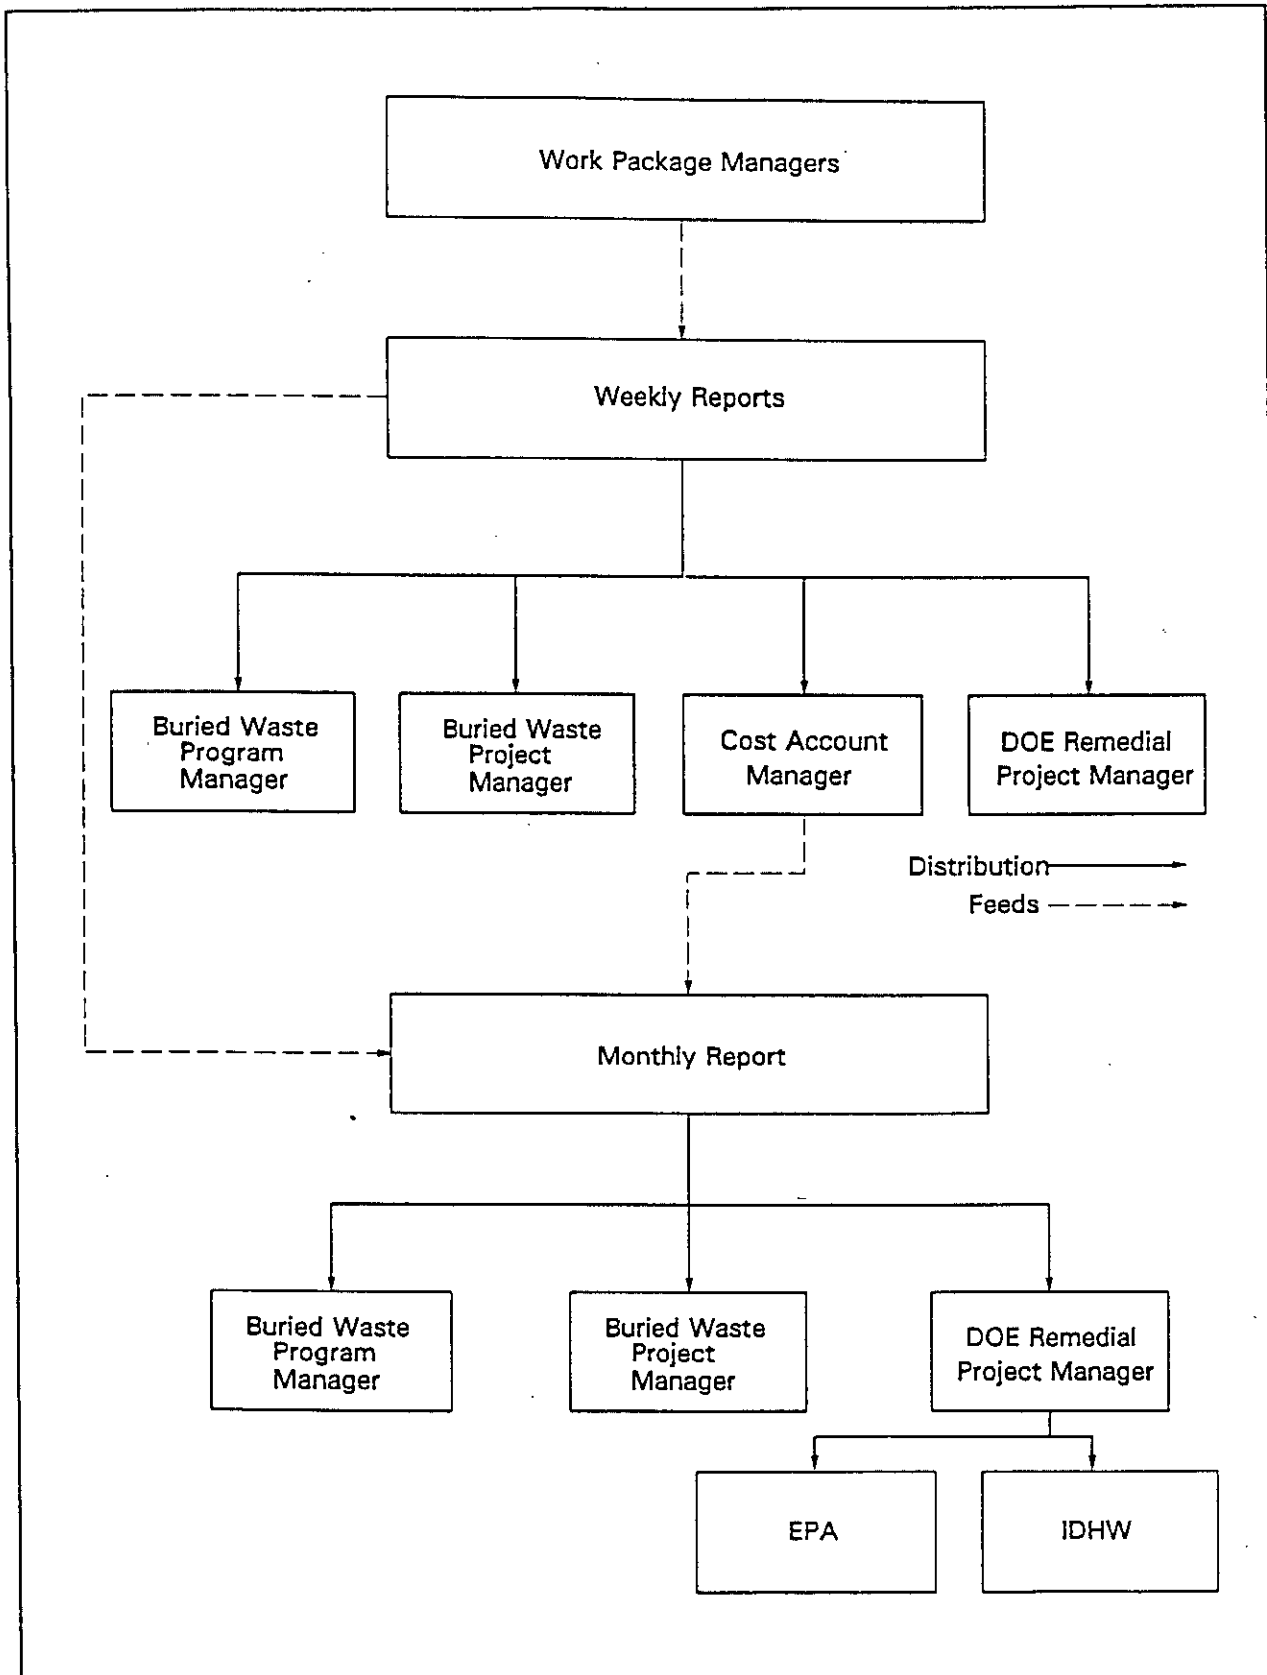 Work Package Managers
Weekly Reports
Buried Waste
Program
Manager
Buried Waste
Project
Manager
Cost Account
Manager
DOE Remedial
Project Manager
Distribution
Feeds
Monthly Report
Buried Waste
Program
Manager
Buried Waste
Project
Manager
DOE Remedial
Project Manager
EPA
IDHW